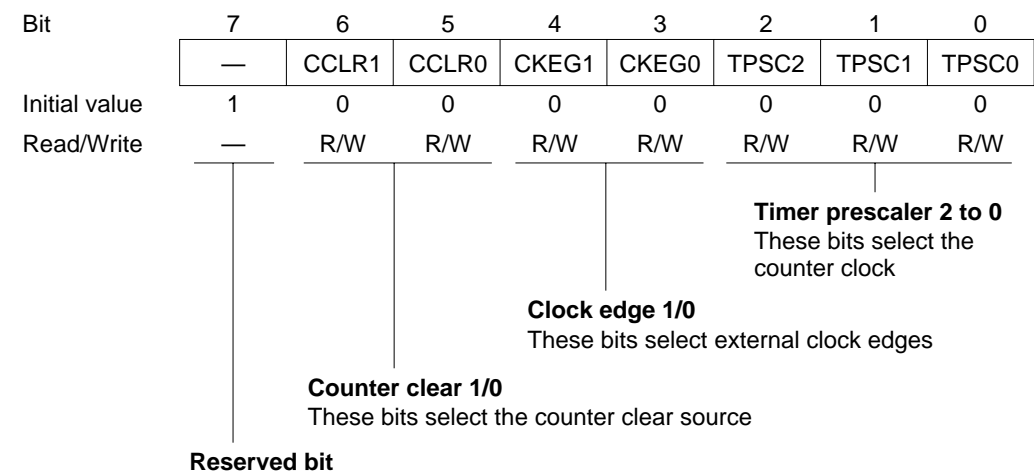 Bit 7 6 5 4 3 2 1 0
— CCLR1 CCLR0 CKEG1 CKEG0 TPSC2 TPSC1 TPSC0
Initial value 1 0 0 0 0 0 0 0
Read/Write — R/W R/W R/W R/W R/W R/W R/W
Timer prescaler 2 to 0
These bits select the
counter clock
Clock edge 1/0
These bits select external clock edges
Counter clear 1/0
These bits select the counter clear source
Reserved bit